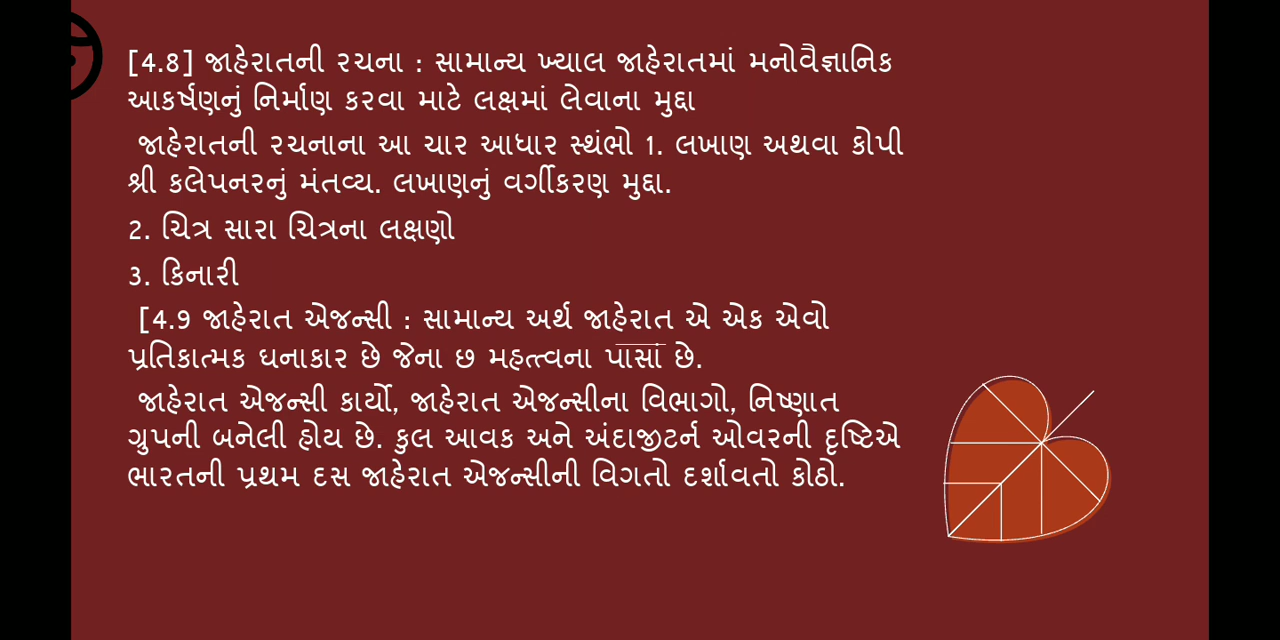 [4.8] જાહેરાતની રચના : સામાન્ય ખ્યાલ જાહેરાતમાં મનોવૈજ્ઞાનિક
આકર્ષણનું નિર્માણ કરવા માટે લક્ષમાં લેવાના મુદ્દા
જાહેરાતની રચનાના આ ચાર આધાર સ્થંભો 1. લખાણ અથવા કોપી
શ્રી કલેપનરનું મંતવ્ય. લખાણનું વર્ગીકરણ મુદ્દા.
2. ચિત્ર સારા ચિત્રના લક્ષણો
૩. કિનારી
[4.9 જાહેરાત એજન્સી : સામાન્ય અર્થ જાહેરાત એ એક એવો
પ્રતિકાત્મક ઘનાકાર છે જેના છ મહત્ત્વના પાસાં છે.
જાહેરાત એજન્સી કાર્યો, જાહેરાત એજન્સીના વિભાગો, નિષ્ણાત
ગ્રુપની બનેલી હોય છે. કુલ આવક અને અંદાજીટર્ન ઓવરની દૃષ્ટિએ
ભારતની પ્રથમ દસ જાહેરાત એજન્સીની વિગતો દર્શાવતો કોઠો.